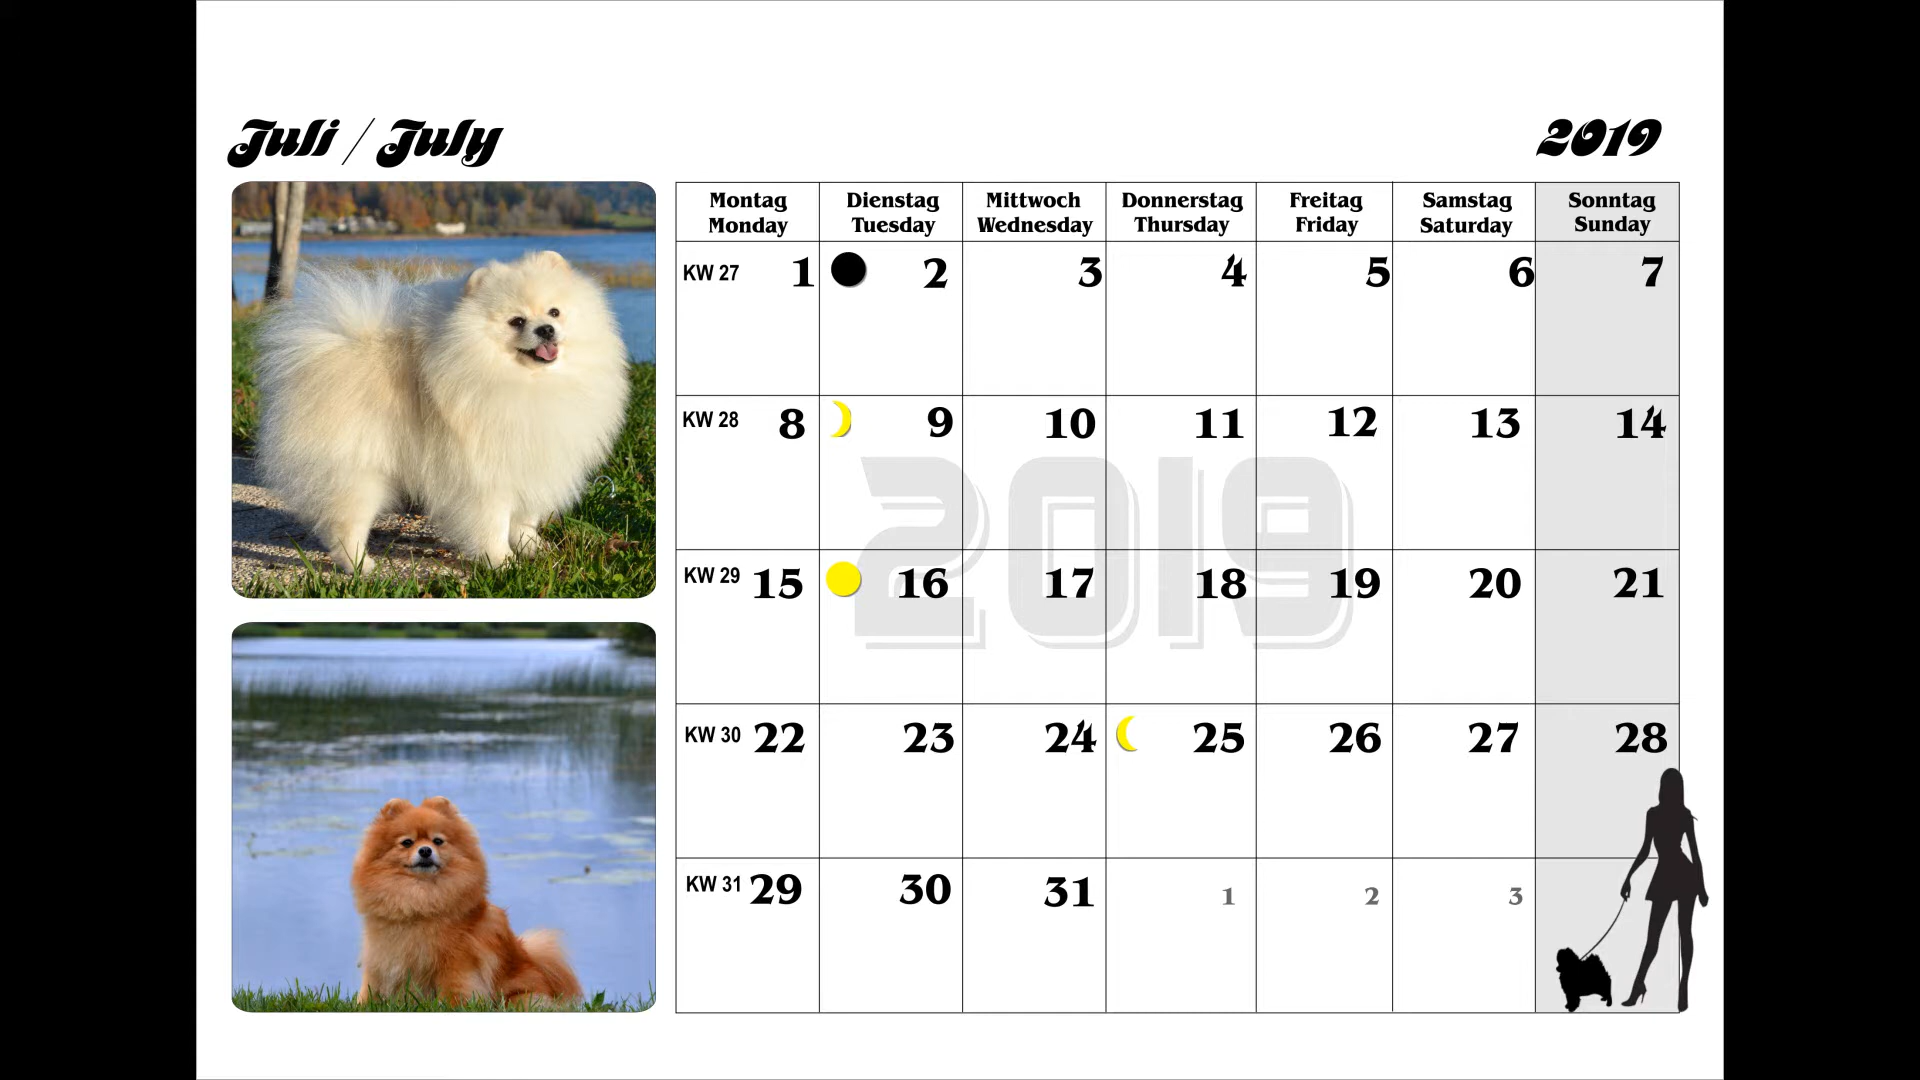 Juli / July
2019
Montag Dienstag Mittwoch Donnerstag Freitag Samstag Sonntag
Monday Tuesday Wednesday Thursday Friday Saturday Sunday
KW 27 1 2 3 4 5 6 7
KW 28 8 9 10 11 12 13 14
2019
KW 29 15 16 17 18 19 20 21
KW 30 22 23 24 25 26 27 28
KW 31 29 30 31 1 2 3